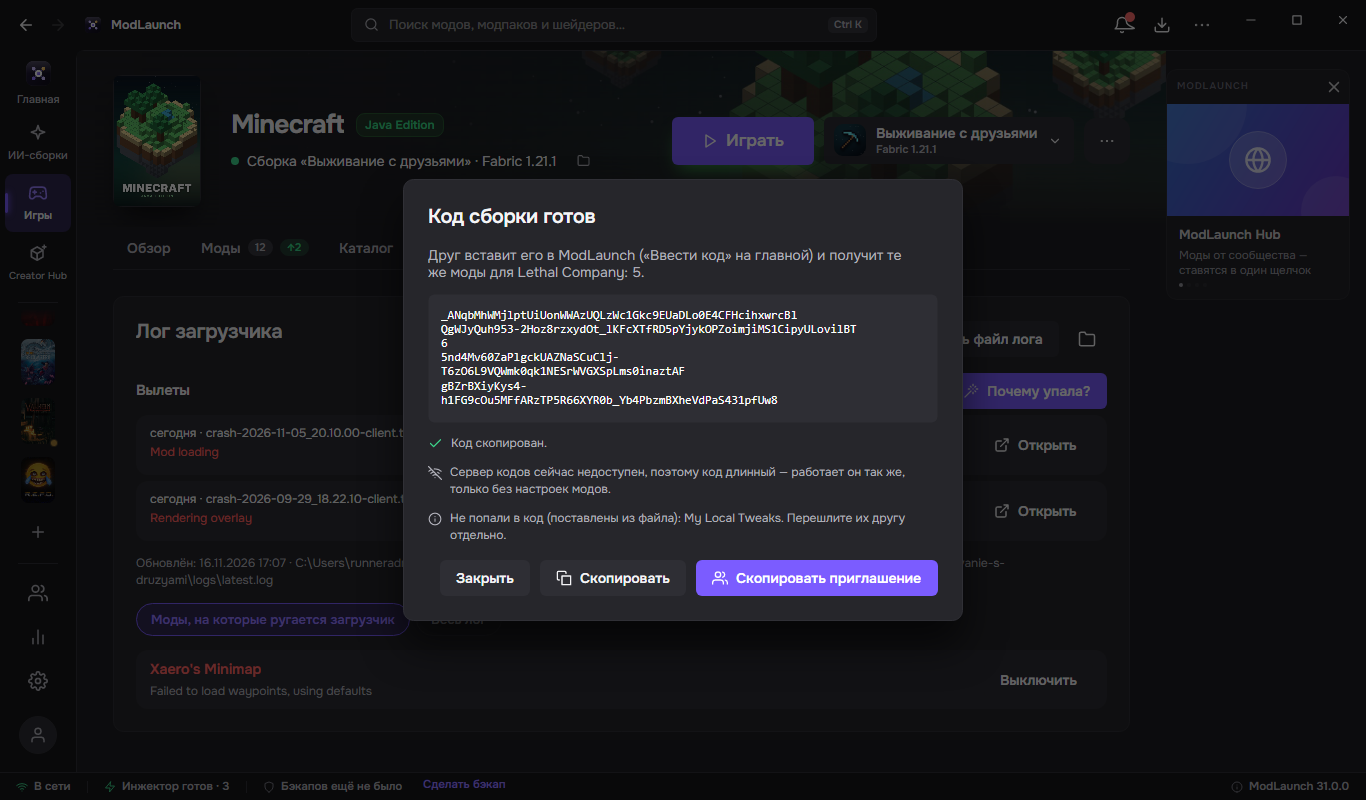 ModLaunch
Поиск модов, модпаков и шейдеров...
Ctrl K
Главная
ИИ-сборки
Игры
Creator Hub
MINECRAFT
Minecraft
Java Edition
Сборка «Выживание с друзьями» · Fabric 1.21.1
Играть
Выживание с друзьями
Fabric 1.21.1
MODLAUNCH
ModLaunch Hub
Моды от сообщества —
ставятся в один щелчок
Обзор
Моды 12 ↑2
Каталог
Лог загрузчика
ь файл лога
Вылеты
Почему упала?
сегодня · crash-2026-11-05_20.10.00-client.t
Mod loading
Открыть
сегодня · crash-2026-09-29_18.22.10-client.t
Rendering overlay
Открыть
Обновлён: 16.11.2026 17:07 · C:\Users\runnerad
vanie-s-
druzyami\logs\latest.log
Моды, на которые ругается загрузчик
Весь лог
Xaero's Minimap
Failed to load waypoints, using defaults
Выключить
Код сборки готов
Друг вставит его в ModLaunch («Ввести код» на главной) и получит те
же моды для Lethal Company: 5.
_ANqbMhWMjlptUiUonWWAzUQLzWc1Gkc9EUaDLo0E4CFHcihxwrcBl
QgWJyQuh953-2Hoz8rzxydOt_lKFcXTfRD5pYjykOPZoimjiMS1CipyULovi1BT
6
5nd4Mv60ZaPlgckUAZNaSCuClj-
T6zO6L9VQWmk0qk1NESrWVGXSpLms0inaztAF
gBZrBXiyKys4-
h1FG9cOu5MFfARzTP5R66XYR0b_Yb4PbzmBXheVdPaS431pfUw8
Код скопирован.
Сервер кодов сейчас недоступен, поэтому код длинный — работает он так же,
только без настроек модов.
Не попали в код (поставлены из файла): My Local Tweaks. Перешлите их другу
отдельно.
Закрыть
Скопировать
Скопировать приглашение
R.E.P.O.
В сети
Инжектор готов · 3
Бэкапов ещё не было
Сделать бэкап
ModLaunch 31.0.0